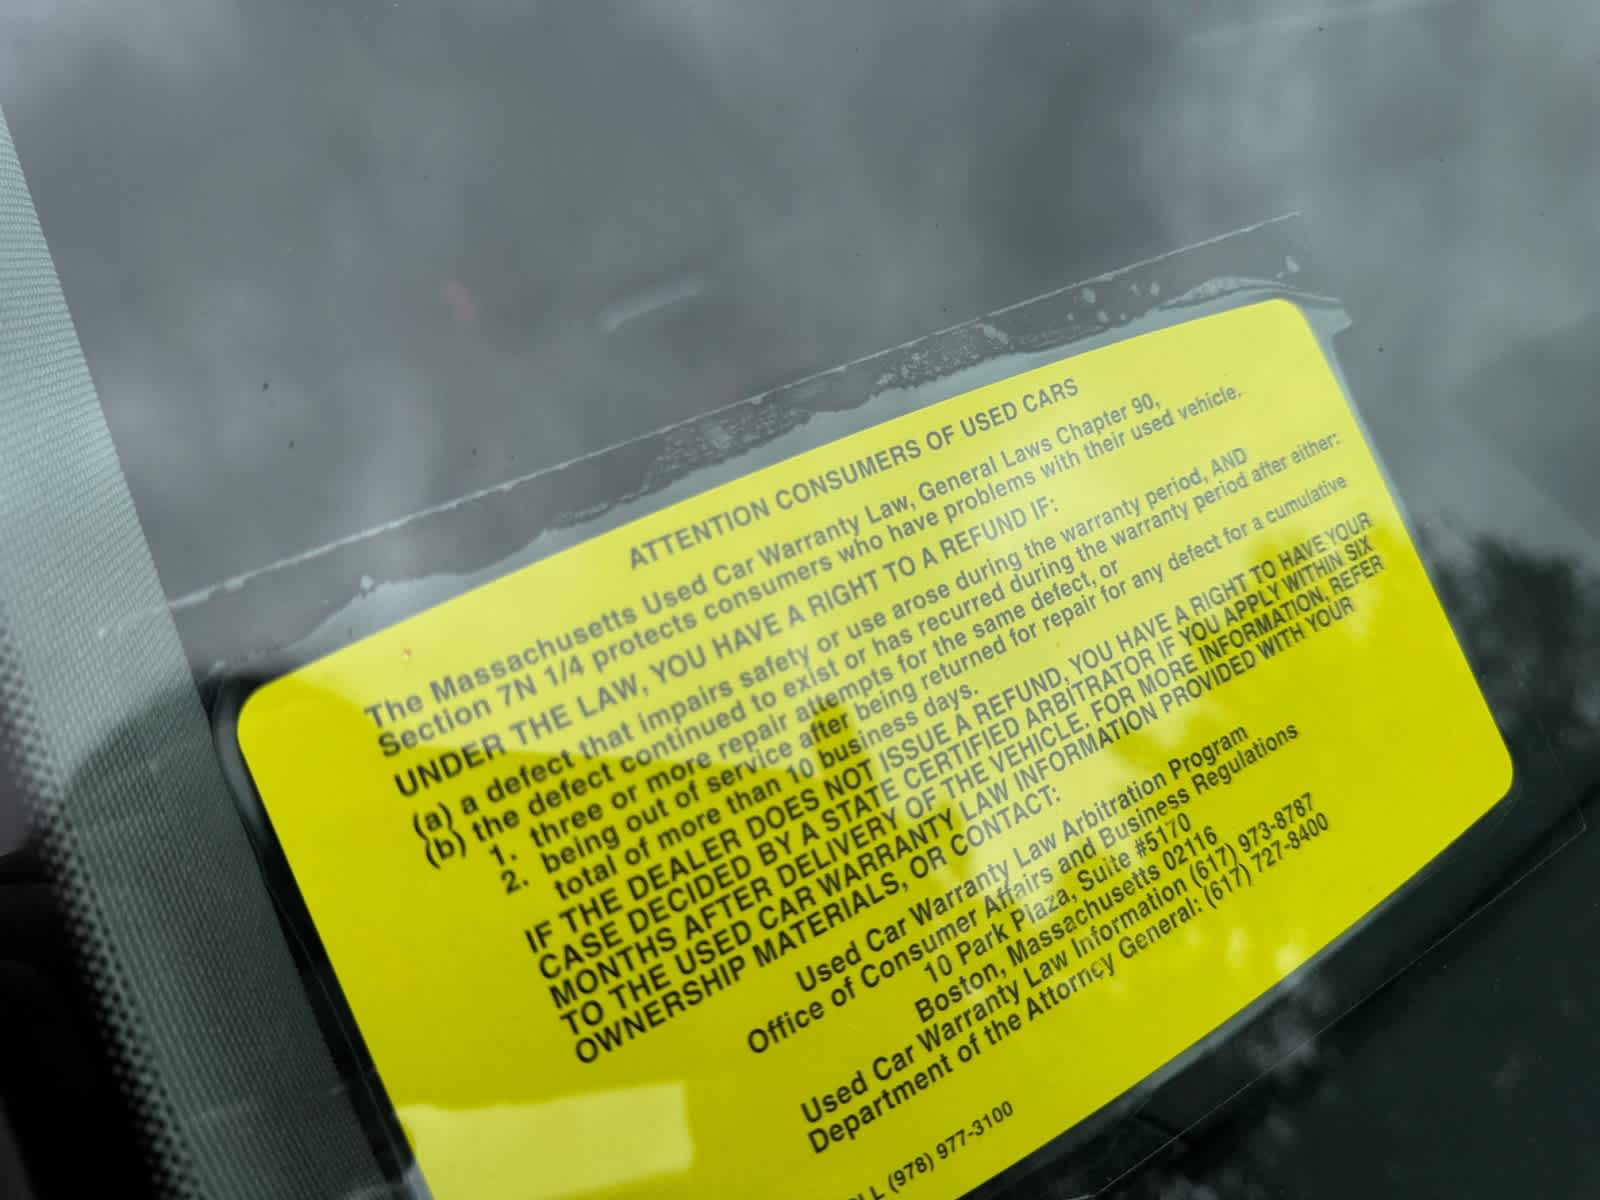 ATTENTION CONSUMERS OF USED CARS
The Massachusetts Used Car Warranty Law, General Laws Chapter 90,
Section 7N 1/4 protects consumers who have problems with their used vehicle.
UNDER THE LAW, YOU HAVE A RIGHT TO A REFUND IF:
(a) a defect that impairs safety or use arose during the warranty period, AND
(b) the defect continued to exist or has recurred during the warranty period after either:
1. three or more repair attempts for the same defect, or
2. being out of service after being returned for repair for any defect for a cumulative
total of more than 10 business days.
IF THE DEALER DOES NOT ISSUE A REFUND, YOU HAVE A RIGHT TO HAVE YOUR
CASE DECIDED BY A STATE CERTIFIED ARBITRATOR IF YOU APPLY WITHIN SIX
MONTHS AFTER DELIVERY OF THE VEHICLE. FOR MORE INFORMATION, REFER
TO THE USED CAR WARRANTY LAW INFORMATION PROVIDED WITH YOUR
OWNERSHIP MATERIALS, OR CONTACT:
Used Car Warranty Law Arbitration Program
Office of Consumer Affairs and Business Regulations
10 Park Plaza, Suite #5170
Boston, Massachusetts 02116
Used Car Warranty Law Information (617) 973-8787
Department of the Attorney General: (617) 727-8400
(978) 977-3100